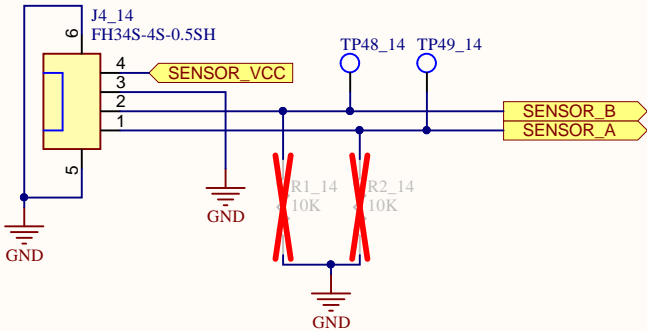 J4_14
FH34S-4S-0.5SH
6
4
3
2
1
5
SENSOR_VCC
TP48_14
TP49_14
SENSOR_B
SENSOR_A
R1_14
10K
R2_14
10K
GND
GND
GND